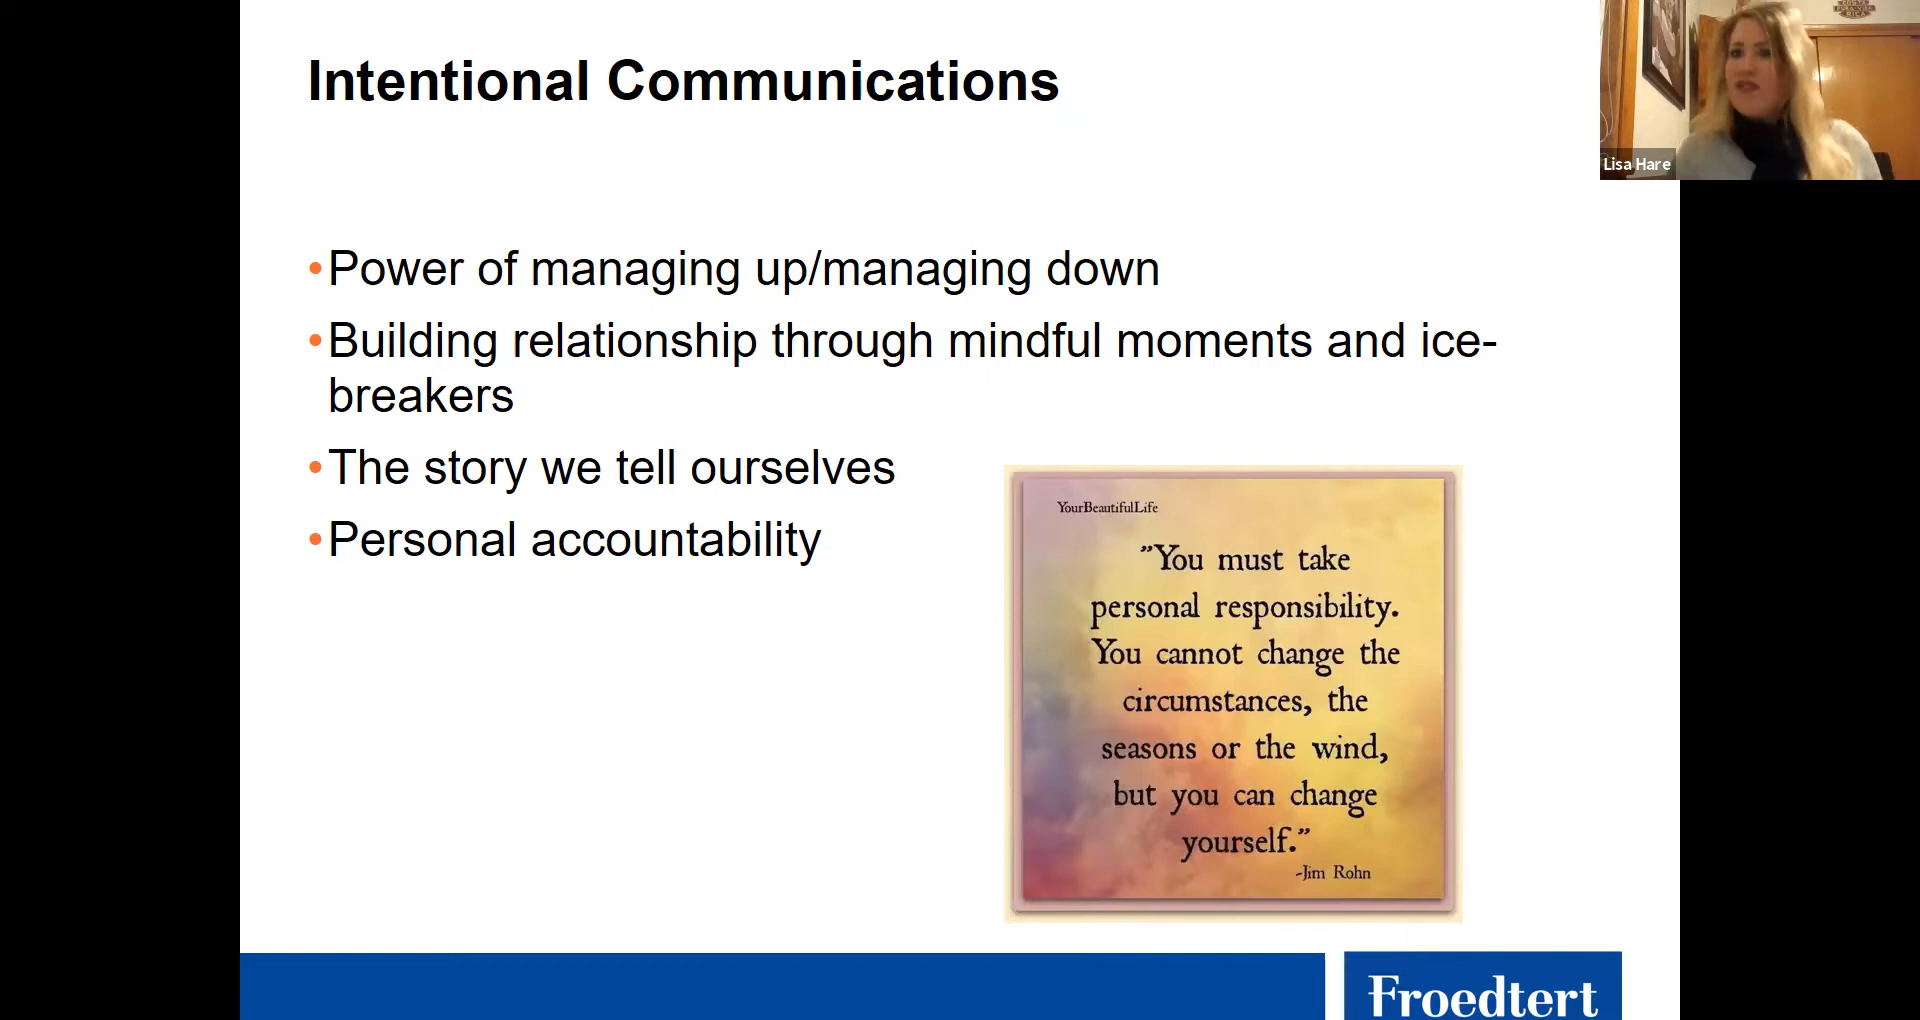 Intentional Communications
•Power of managing up/managing down
•Building relationship through mindful moments and ice-
breakers
•The story we tell ourselves
•Personal accountability
YourBeautifulLife
”You must take
personal responsibility.
You cannot change the
circumstances, the
seasons or the wind,
but you can change
yourself.”
-Jim Rohn
Froedtert
Lisa Hare